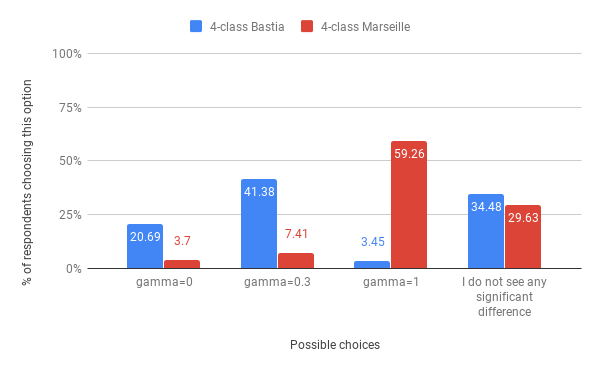 4-class Bastia 4-class Marseille
% of respondents choosing this option
100%
75%
50%
25%
0%
20.69 3.7
41.38 7.41
3.45 59.26
34.48 29.63
gamma=0 gamma=0.3 gamma=1 I do not see any
significant
difference
Possible choices